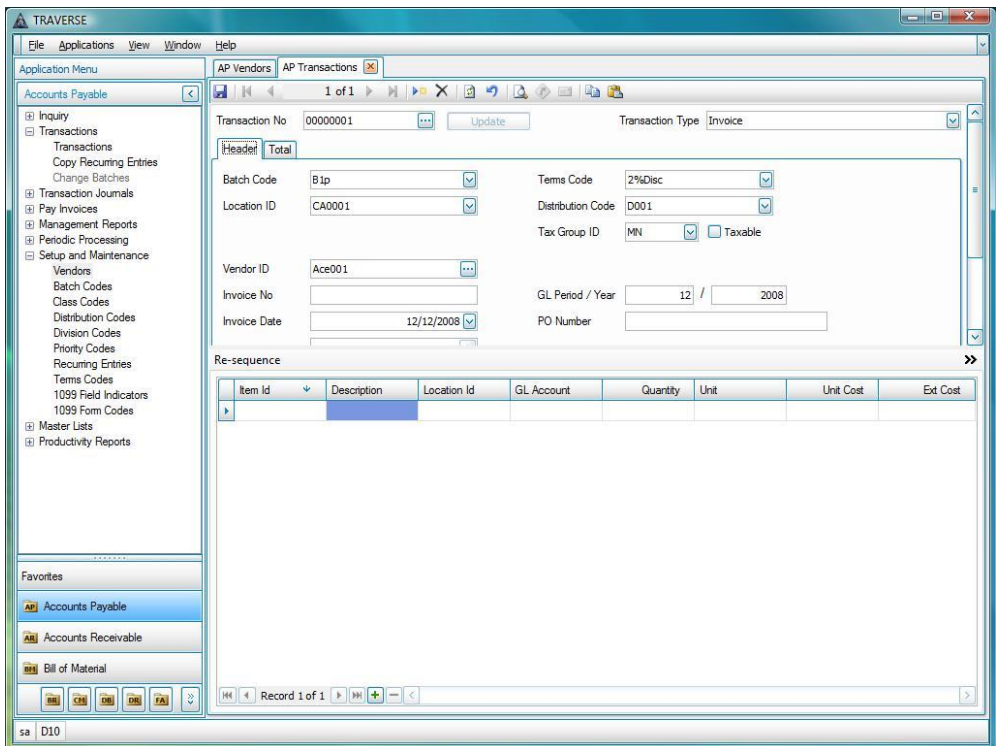 TRAVERSE
File Applications View Window Help
Application Menu
Accounts Payable
Inquiry
Transactions
Transactions
Copy Recurring Entries
Change Batches
Transaction Journals
Pay Invoices
Management Reports
Periodic Processing
Setup and Maintenance
Vendors
Batch Codes
Class Codes
Distribution Codes
Division Codes
Priority Codes
Recurring Entries
Terms Codes
1099 Field Indicators
1099 Form Codes
Master Lists
Productivity Reports
Favorites
AP Accounts Payable
AR Accounts Receivable
BM Bill of Material
BR CM DB DR FA
AP Vendors AP Transactions
1 of 1
Transaction No 00000001 Update Transaction Type Invoice
Header Total
Batch Code B1p Terms Code 2%Disc
Location ID CA0001 Distribution Code D001
Tax Group ID MN Taxable
Vendor ID Ace001
Invoice No GL Period / Year 12 / 2008
Invoice Date 12/12/2008 PO Number
Re-sequence
Item Id Description Location Id GL Account Quantity Unit Unit Cost Ext Cost
Record 1 of 1
sa D10